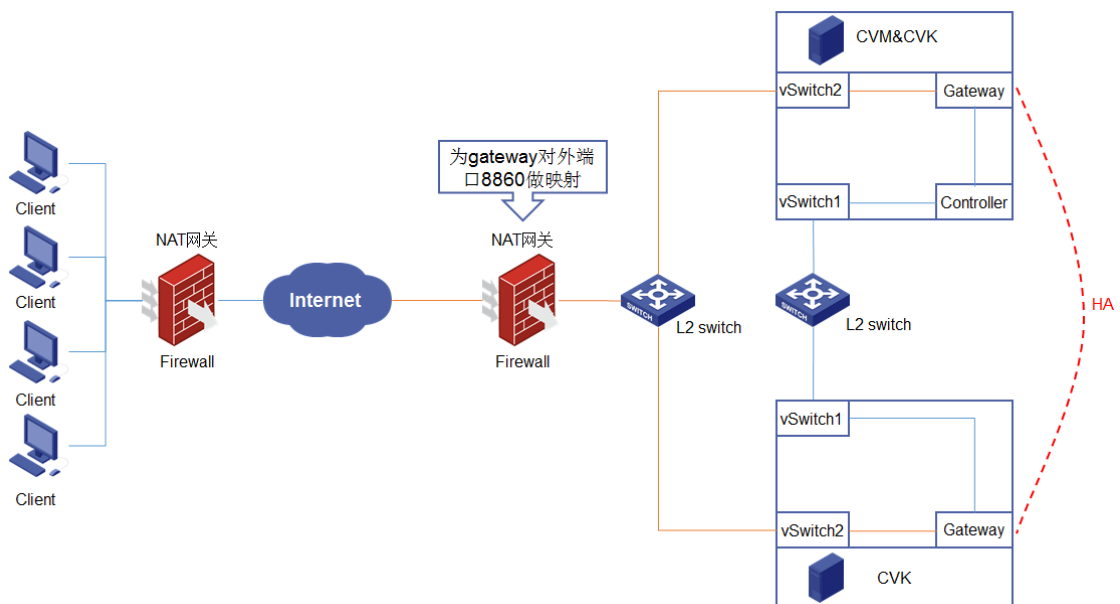 CVM&CVK
vSwitch2
Gateway
为gateway对外端
口8860做映射
Client
vSwitch1
Controller
NAT网关
NAT网关
Client
Internet
SWITCH
SWITCH
HA
L2 switch
L2 switch
Firewall
Firewall
Client
vSwitch1
Client
vSwitch2
Gateway
CVK